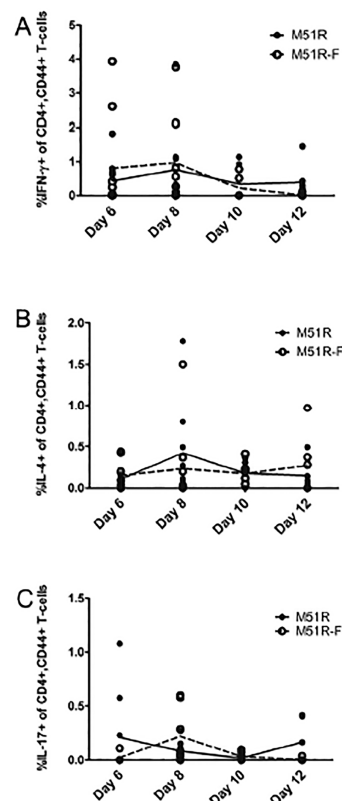 A
%IFN-γ+ of CD4+,CD44+ T-cells
5
4
3
2
1
0
M51R
M51R-F
Day 6
Day 8
Day 10
Day 12
B
%IL-4+ of CD4+,CD44+ T-cells
2.0
1.5
1.0
0.5
0.0
M51R
M51R-F
Day 6
Day 8
Day 10
Day 12
C
%IL-17+ of CD4+,CD44+ T-cells
1.5
1.0
0.5
0.0
M51R
M51R-F
Day 6
Day 8
Day 10
Day 12